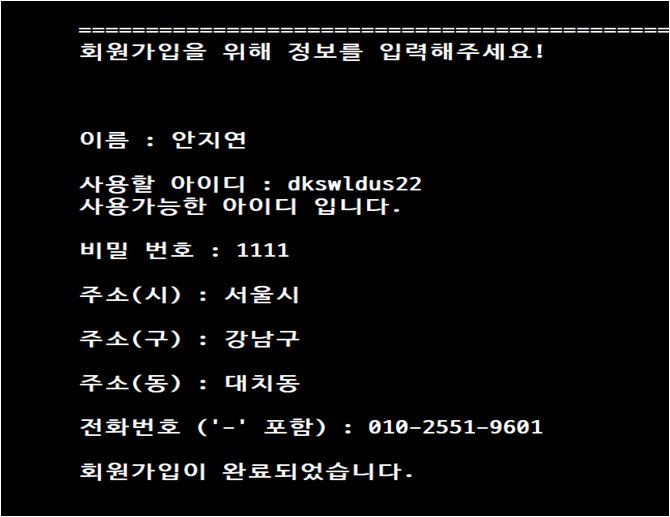 ==================================================
회원가입을 위해 정보를 입력해주세요!
이름 : 안지연
사용할 아이디 : dkswldus22
사용가능한 아이디 입니다.
비밀 번호 : 1111
주소(시) : 서울시
주소(구) : 강남구
주소(동) : 대치동
전화번호 ('-' 포함) : 010-2551-9601
회원가입이 완료되었습니다.